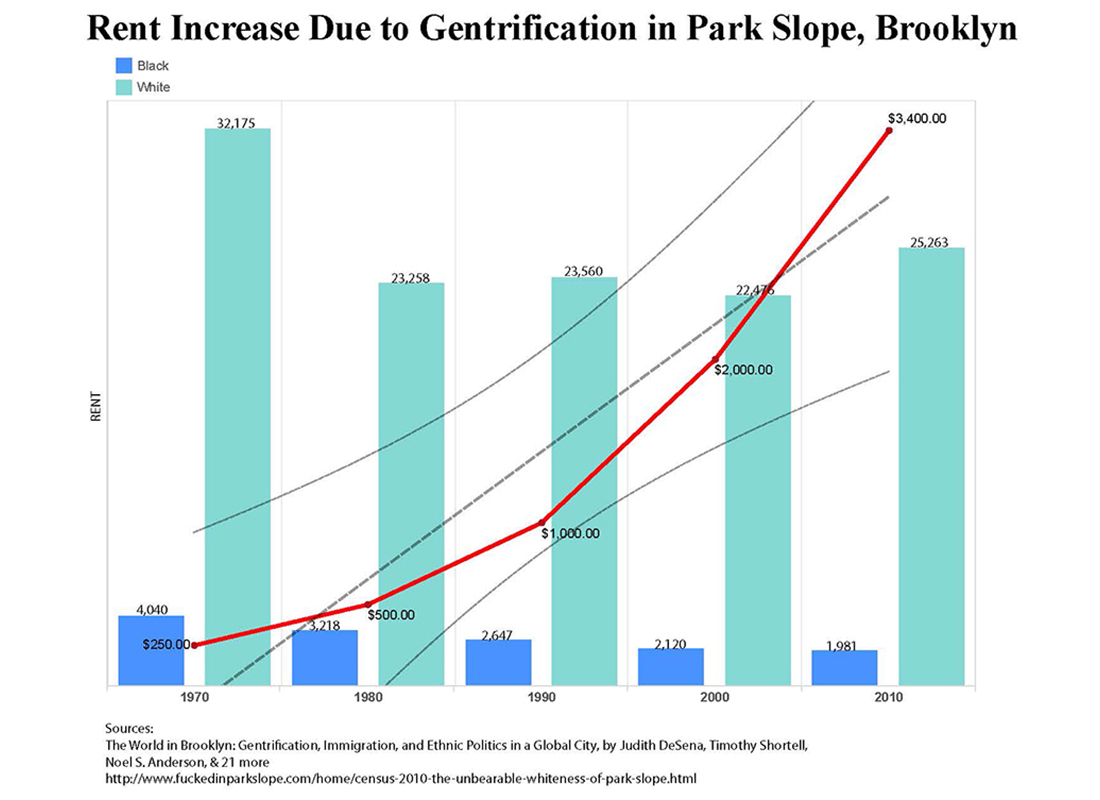 Rent Increase Due to Gentrification in Park Slope, Brooklyn
Black
White
32,175
$3,400.00
25,263
23,258
23,560
22,476
$2,000.00
RENT
$1,000.00
4,040
$250.00
$500.00
3,218
2,647
2,120
1,981
1970
1980
1990
2000
2010
Sources:
The World in Brooklyn: Gentrification, Immigration, and Ethnic Politics in a Global City, by Judith DeSena, Timothy Shortell,
Noel S. Anderson, & 21 more
http://www.fuckedinparkslope.com/home/census-2010-the-unbearable-whiteness-of-park-slope.html